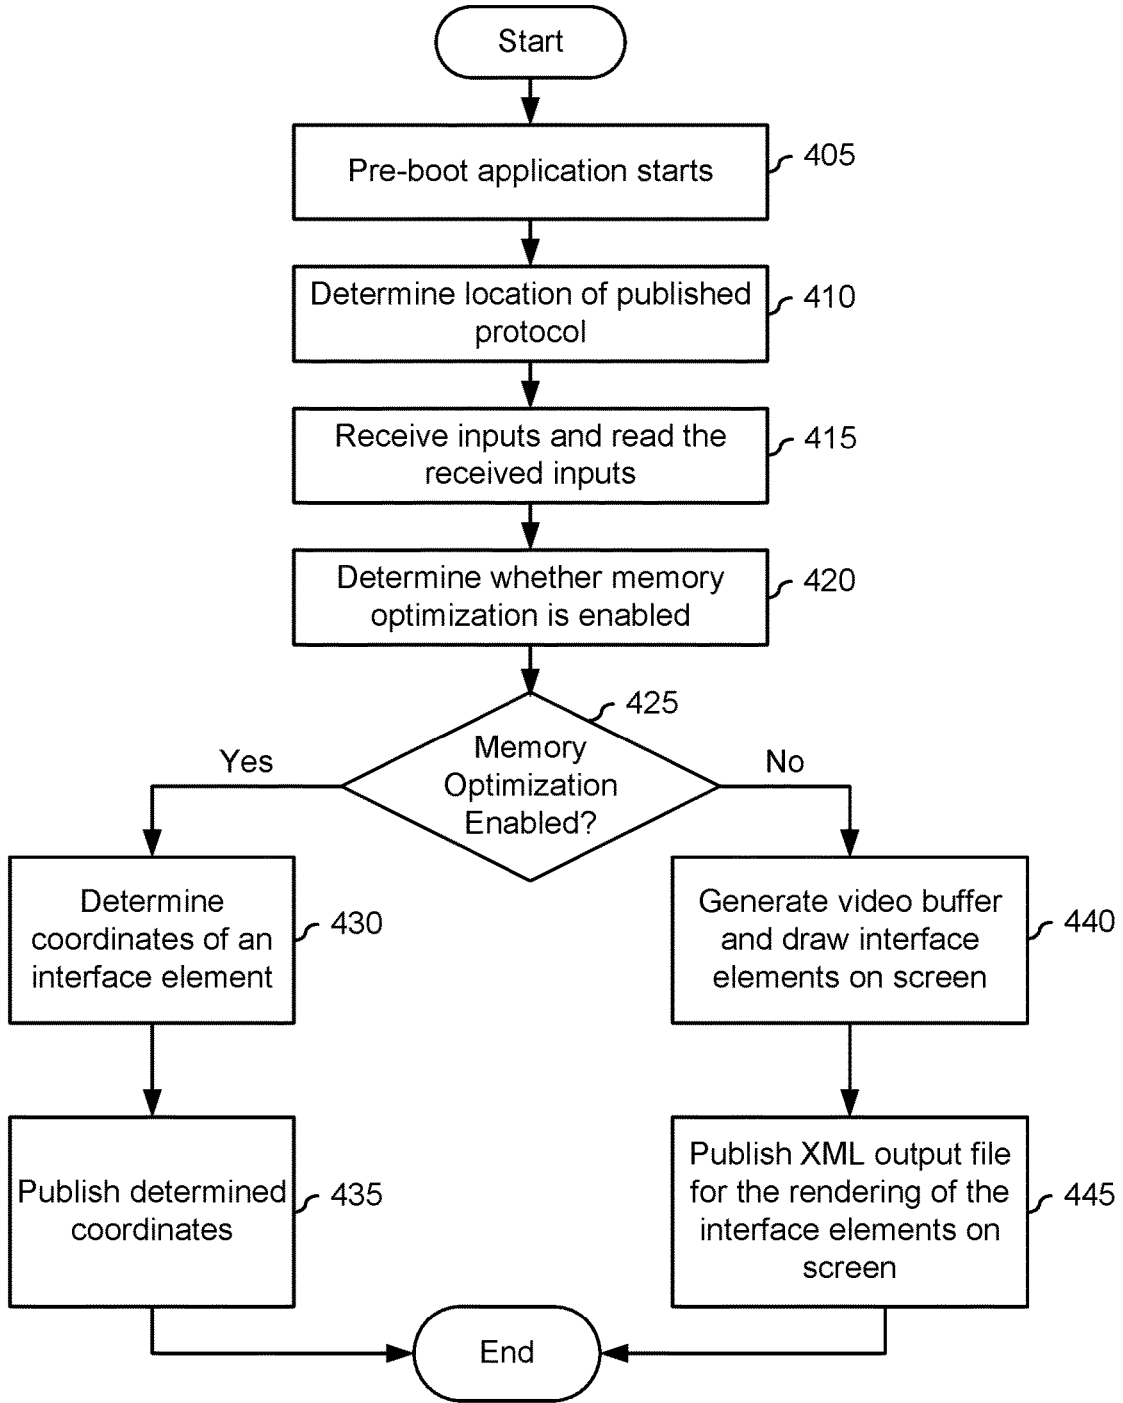 Start
Pre-boot application starts
405
Determine location of published
protocol
410
Receive inputs and read the
received inputs
415
Determine whether memory
optimization is enabled
420
425
Memory
Optimization
Enabled?
Yes
No
Determine
coordinates of an
interface element
430
Generate video buffer
and draw interface
elements on screen
440
Publish determined
coordinates
435
Publish XML output file
for the rendering of the
interface elements on
screen
445
End